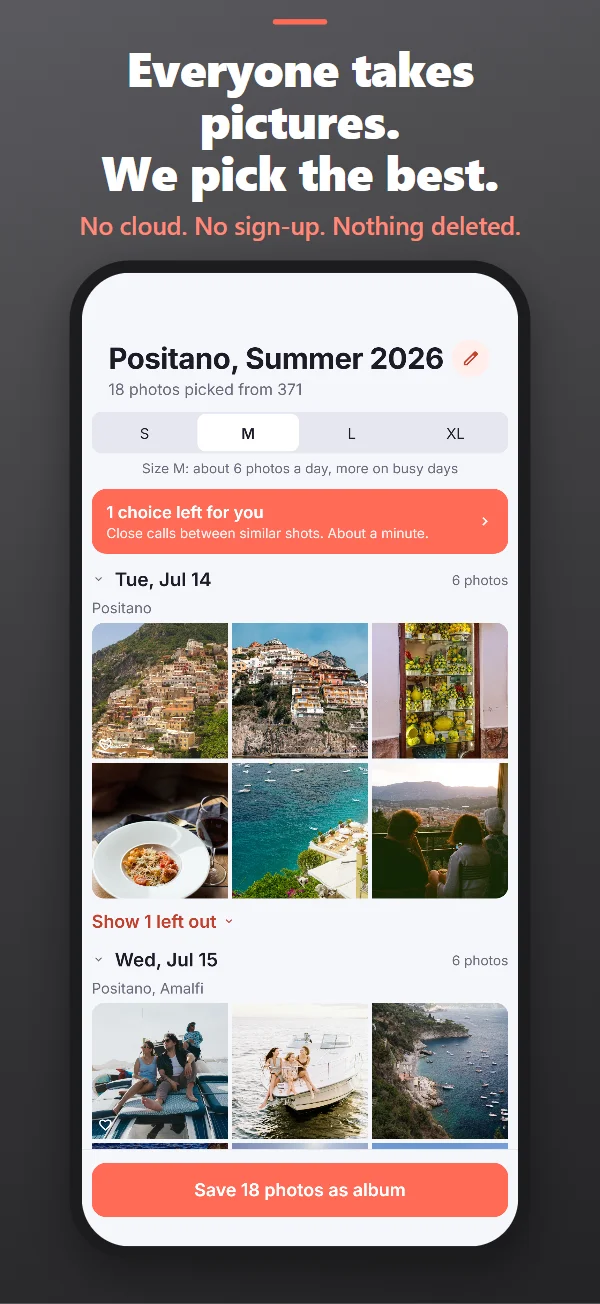 Everyone takes
pictures.
We pick the best.
No cloud. No sign-up. Nothing deleted.
Positano, Summer 2026
18 photos picked from 371
S M L XL
Size M: about 6 photos a day, more on busy days
1 choice left for you
Close calls between similar shots. About a minute.
Tue, Jul 14 6 photos
Positano
Show 1 left out
Wed, Jul 15 6 photos
Positano, Amalfi
Save 18 photos as album